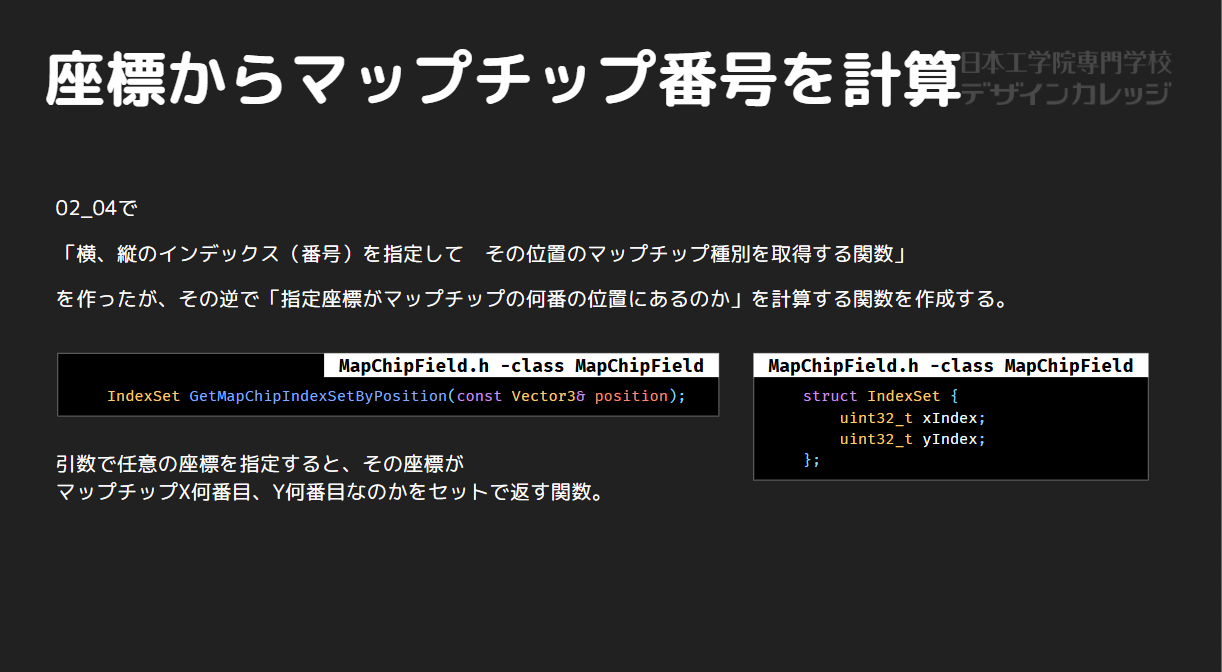 座標からマップチップ番号を計算
日本工学院専門学校
デザインカレッジ
02_04で
「横、縦のインデックス（番号）を指定して　その位置のマップチップ種別を取得する関数」
を作ったが、その逆で「指定座標がマップチップの何番の位置にあるのか」を計算する関数を作成する。
MapChipField.h -class MapChipField
IndexSet GetMapChipIndexSetByPosition(const Vector3& position);
MapChipField.h -class MapChipField
struct IndexSet {
uint32_t xIndex;
uint32_t yIndex;
};
引数で任意の座標を指定すると、その座標が
マップチップX何番目、Y何番目なのかをセットで返す関数。